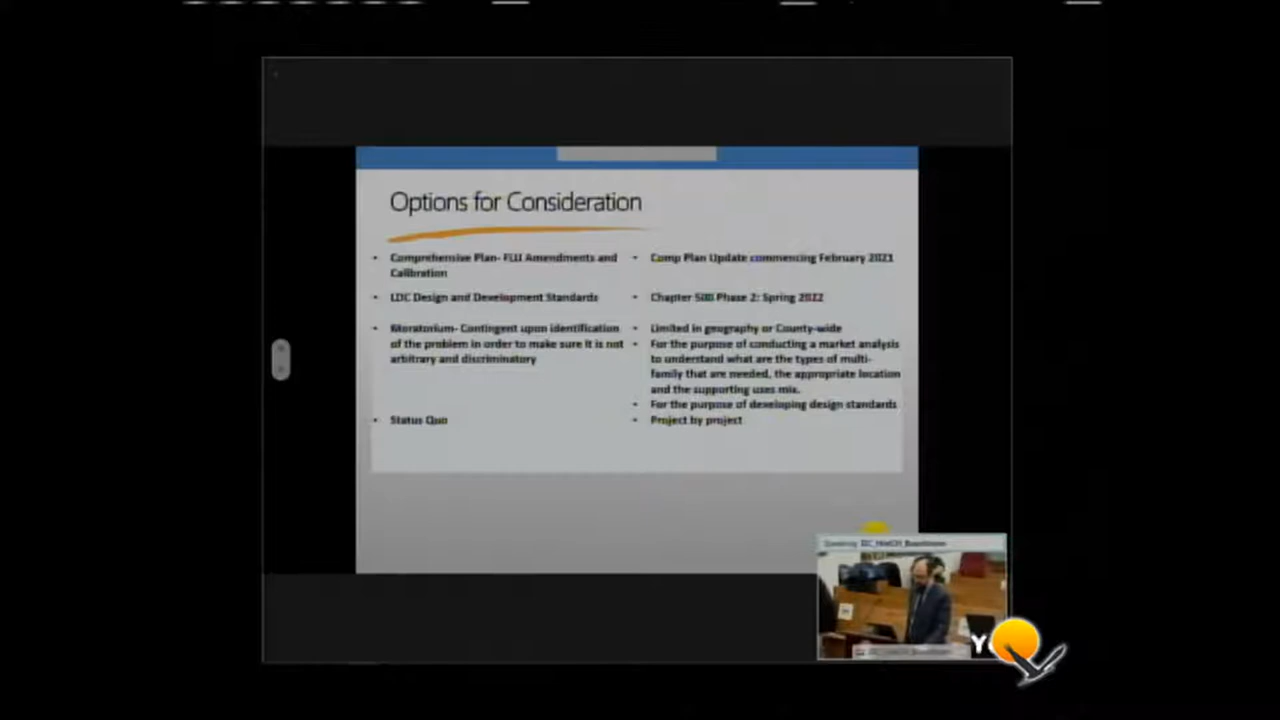 Options for Consideration
Comprehensive Plan- FLU Amendments and
Calibration
LDC Design and Development Standards
Moratorium- Contingent upon identification
of the problem in order to make sure it is not
arbitrary and discriminatory
Status Quo
Comp Plan Update commencing February 2021
Chapter 500 Phase 2: Spring 2022
Limited in geography or County-wide
For the purpose of conducting a market analysis
to understand what are the types of multi-
family that are needed, the appropriate location
and the supporting uses mix.
For the purpose of developing design standards
Project by project
Speaking: